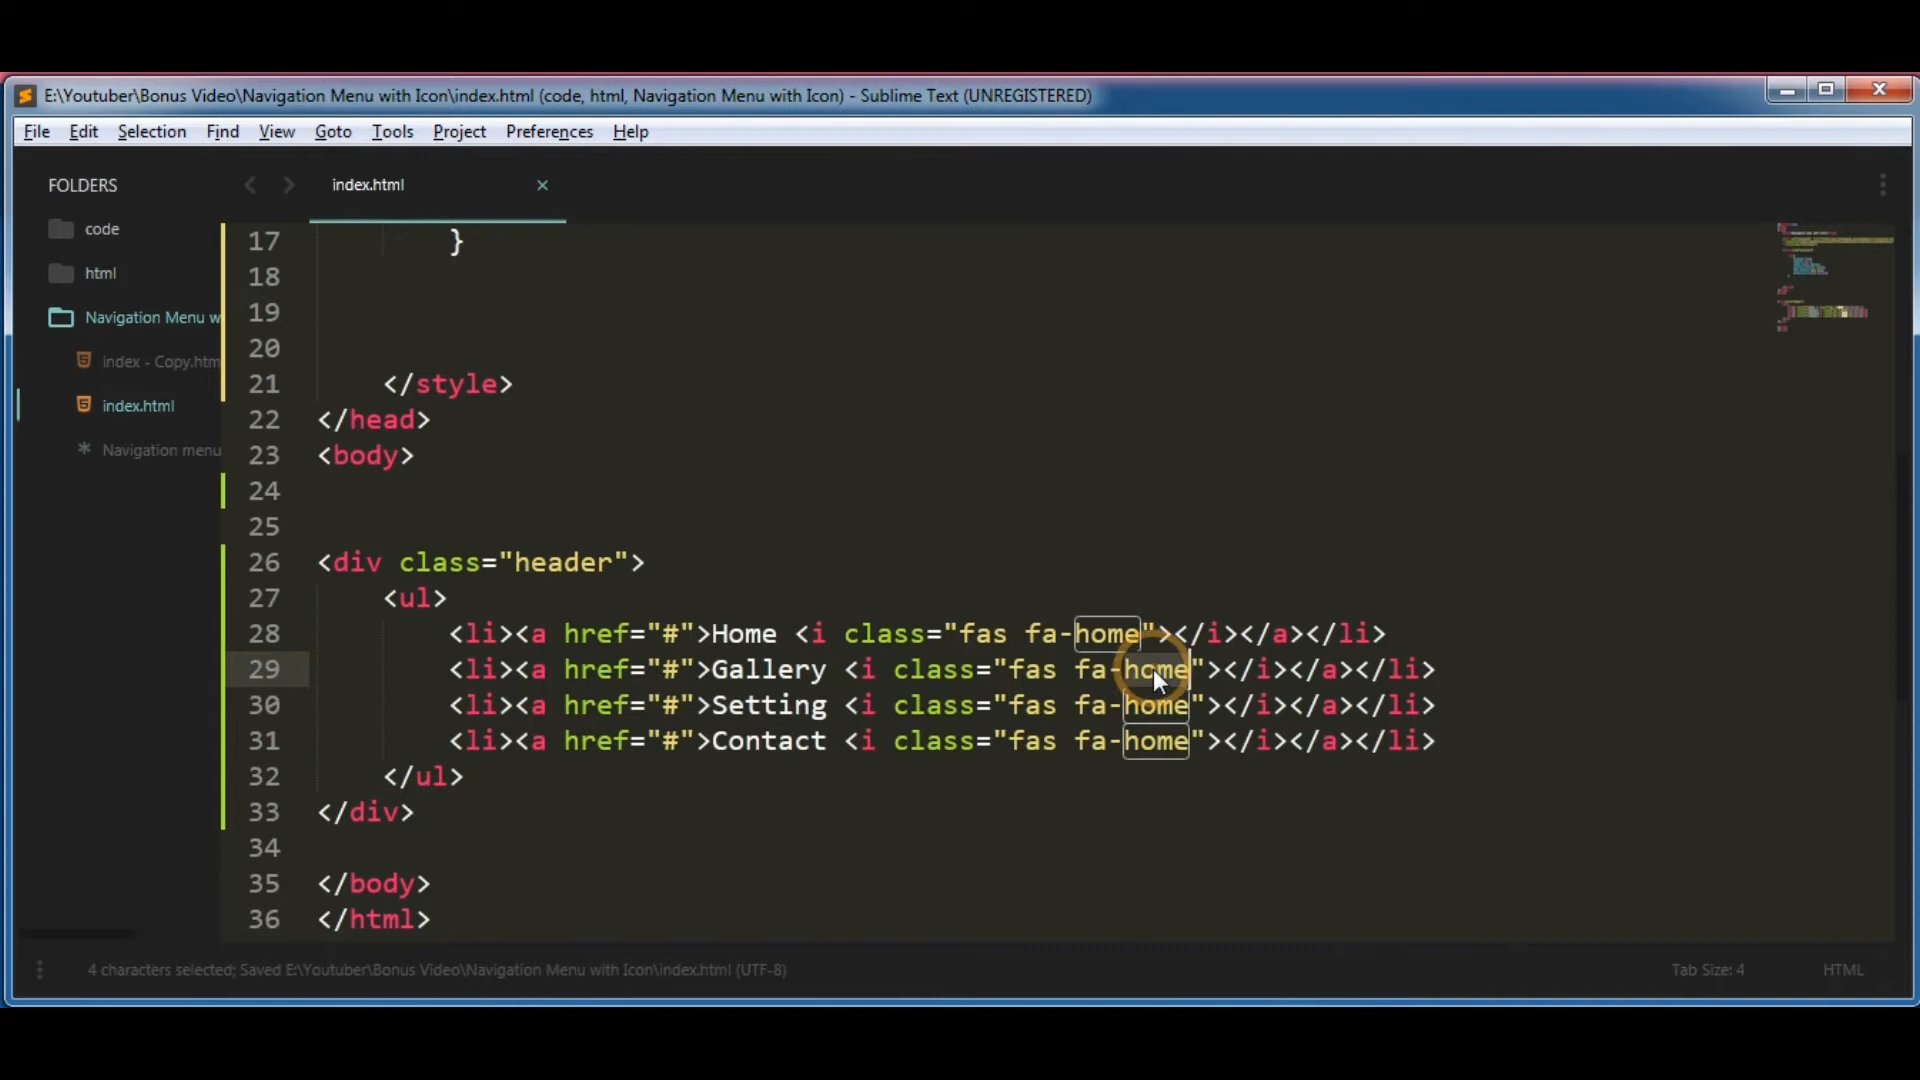 E:\Youtuber\Bonus Video\Navigation Menu with Icon\index.html (code, html, Navigation Menu with Icon) - Sublime Text (UNREGISTERED)
File Edit Selection Find View Goto Tools Project Preferences Help
FOLDERS
code
html
Navigation Menu w
index - Copy.htm
index.html
Navigation menu
index.html
17 }
18
19
20
21 </style>
22 </head>
23 <body>
24
25
26 <div class="header">
27 <ul>
28 <li><a href="#">Home <i class="fas fa-home"></i></a></li>
29 <li><a href="#">Gallery <i class="fas fa-home"></i></a></li>
30 <li><a href="#">Setting <i class="fas fa-home"></i></a></li>
31 <li><a href="#">Contact <i class="fas fa-home"></i></a></li>
32 </ul>
33 </div>
34
35 </body>
36 </html>
4 characters selected; Saved E:\Youtuber\Bonus Video\Navigation Menu with Icon\index.html (UTF-8)
Tab Size: 4
HTML